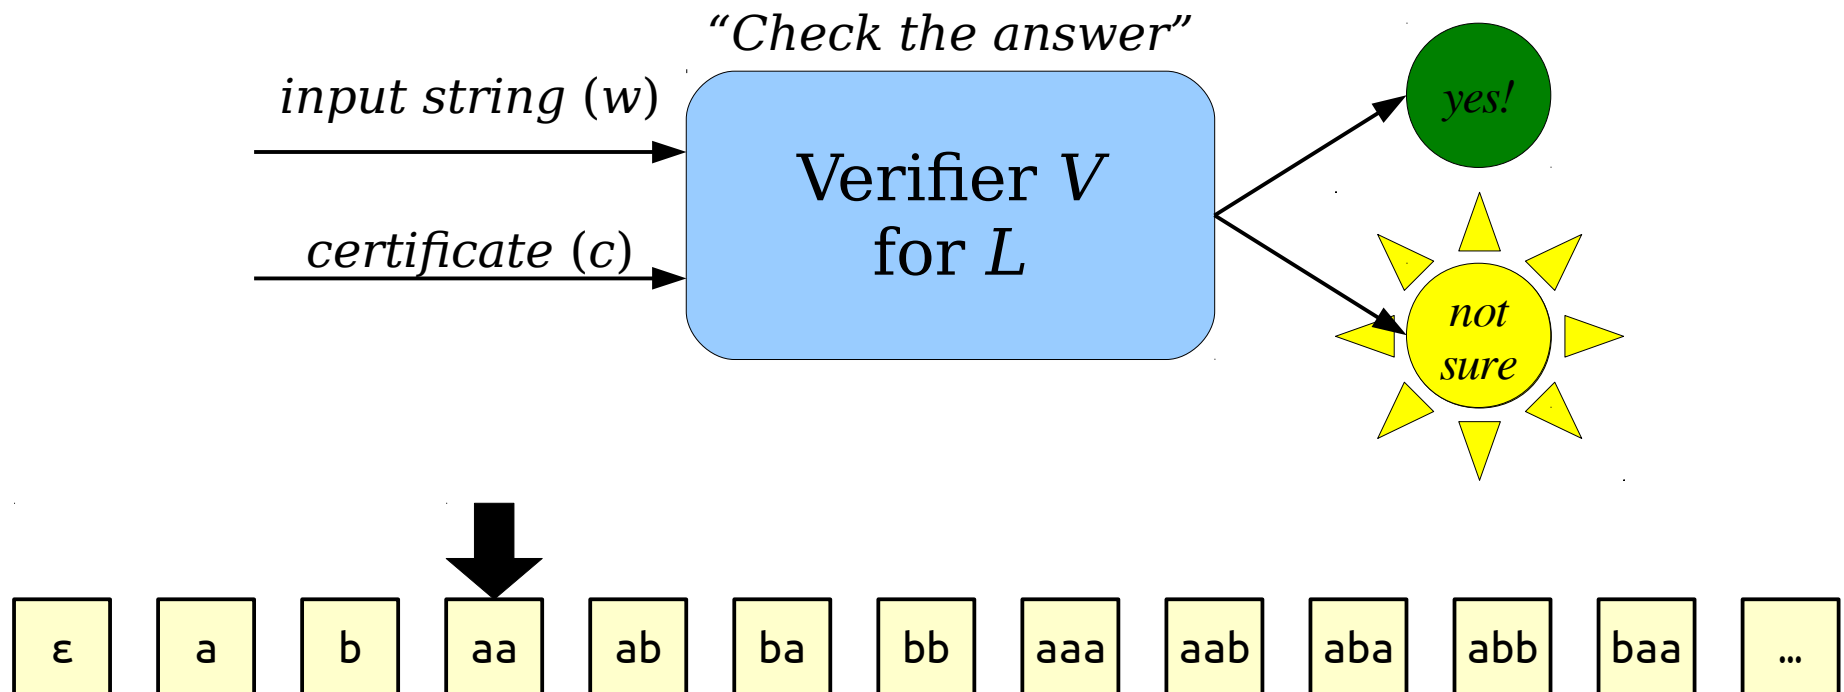 “Check the answer”
input string (w)
certificate (c)
Verifier V
for L
yes!
not
sure
ε a b aa ab ba bb aaa aab aba abb baa …